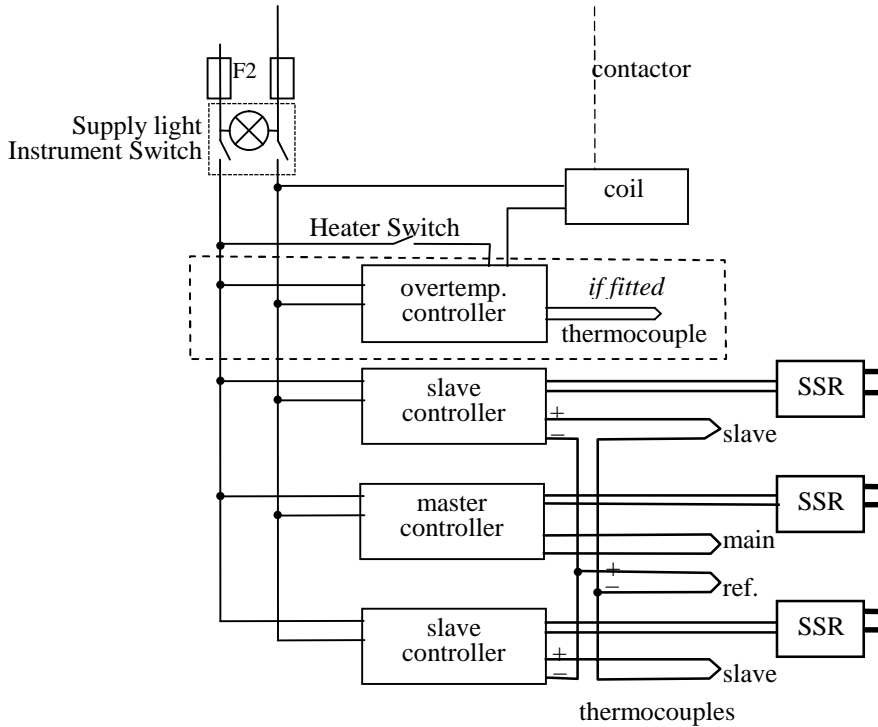 F2
contactor
Supply light
Instrument Switch
coil
Heater Switch
overtemp.
controller
if fitted
thermocouple
slave
controller
+
–
slave
SSR
master
controller
main
SSR
+
–
ref.
slave
controller
+
–
slave
SSR
thermocouples